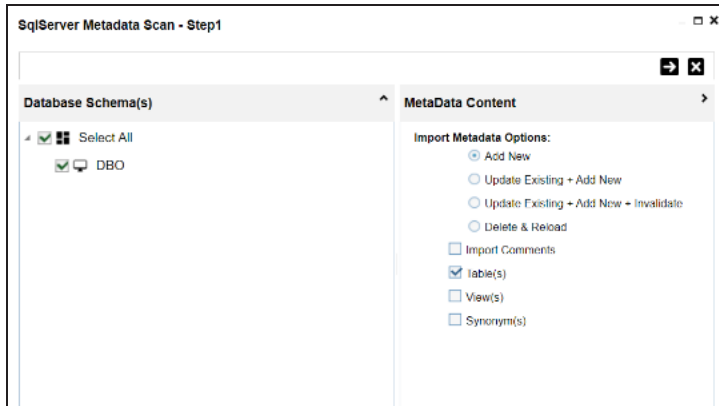 SqlServer Metadata Scan - Step1
Database Schema(s)
Select All
DBO
MetaData Content
Import Metadata Options:
Add New
Update Existing + Add New
Update Existing + Add New + Invalidate
Delete & Reload
Import Comments
Table(s)
View(s)
Synonym(s)